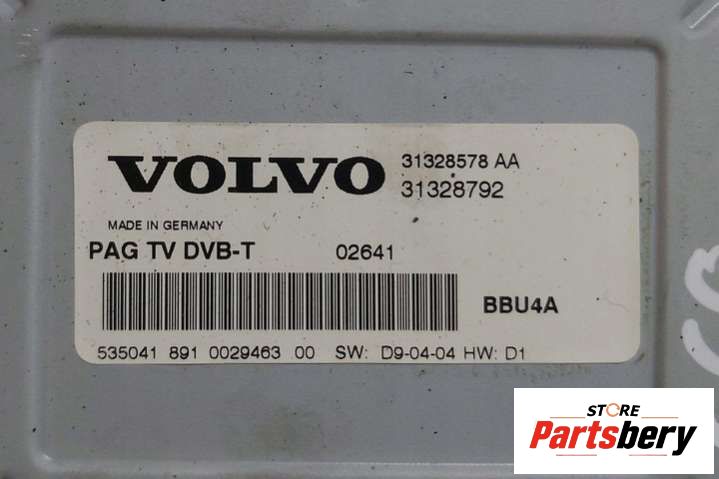 VOLVO 31328578 AA
31328792
MADE IN GERMANY
PAG TV DVB-T 02641
BBU4A
535041 891 0029463 00 SW: D9-04-04 HW: D1
STORE
Partsbery